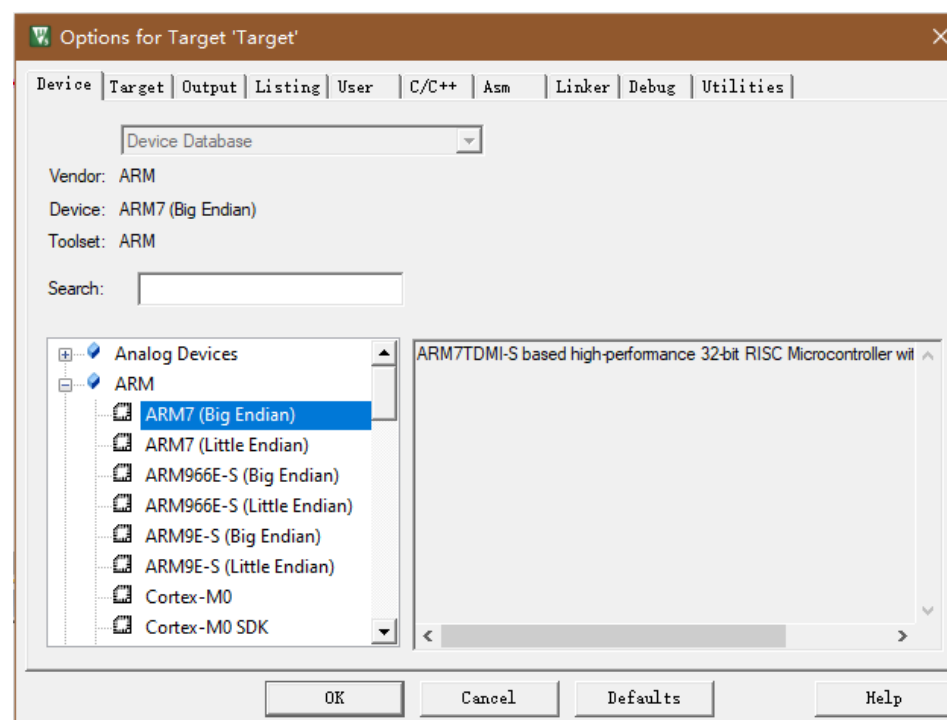 Options for Target 'Target'
Device Target Output Listing User C/C++ Asm Linker Debug Utilities
Device Database
Vendor: ARM
Device: ARM7 (Big Endian)
Toolset: ARM
Search:
Analog Devices
ARM
ARM7 (Big Endian)
ARM7 (Little Endian)
ARM966E-S (Big Endian)
ARM966E-S (Little Endian)
ARM9E-S (Big Endian)
ARM9E-S (Little Endian)
Cortex-M0
Cortex-M0 SDK
ARM7TDMI-S based high-performance 32-bit RISC Microcontroller wit
OK Cancel Defaults Help